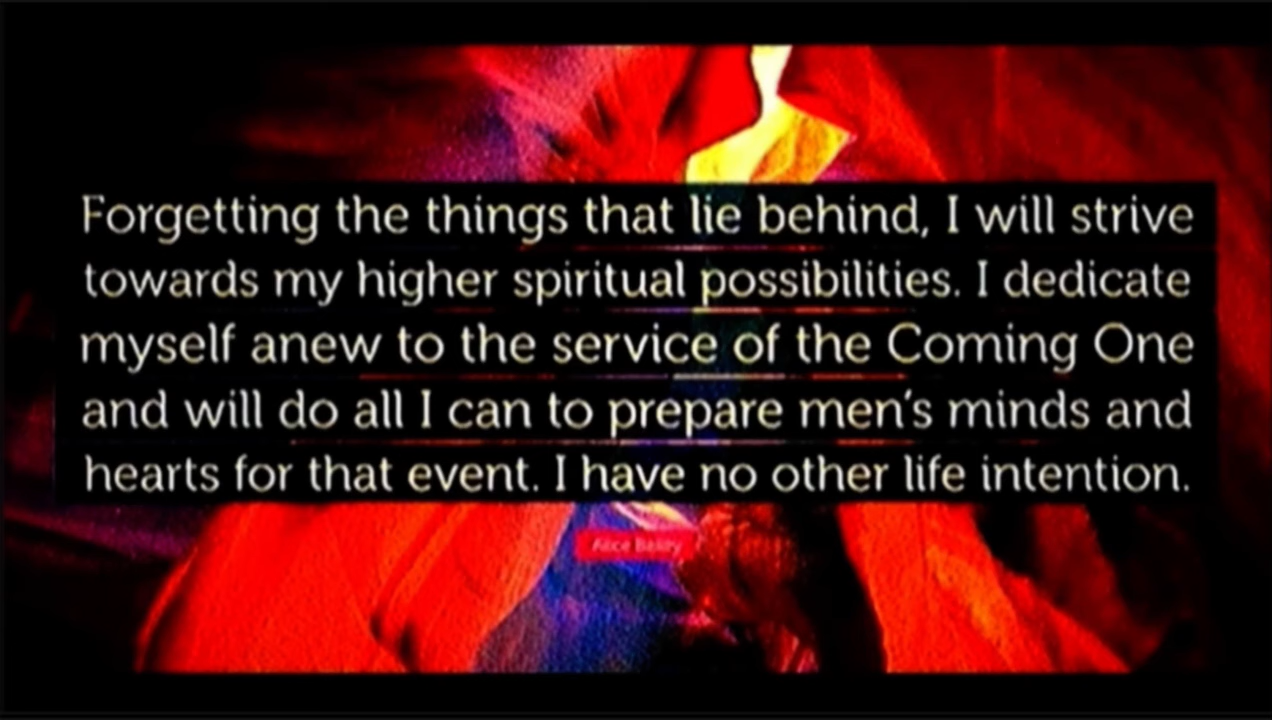 Forgetting the things that lie behind, I will strive
towards my higher spiritual possibilities. I dedicate
myself anew to the service of the Coming One
and will do all I can to prepare men's minds and
hearts for that event. I have no other life intention.
Alice Bailey